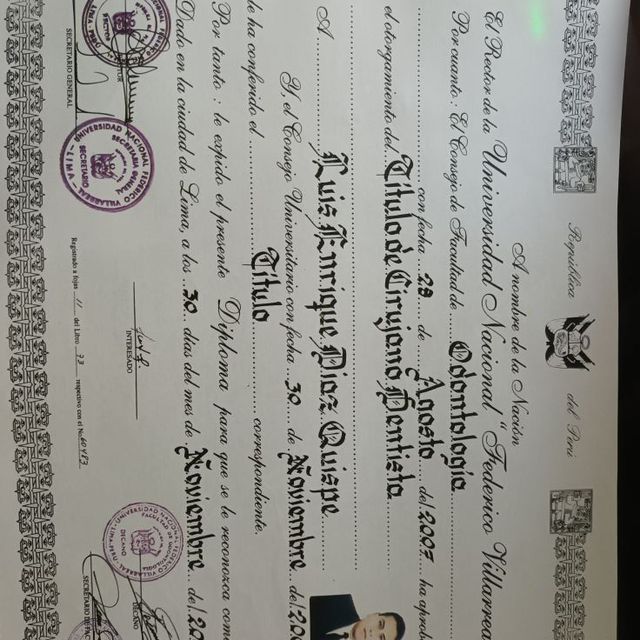 República del Perú
A nombre de la Nación
El Rector de la Universidad Nacional "Federico Villarrea
Por cuanto: El Consejo de Facultad de Odontología
con fecha 23 de Agosto del 2007 ha aprob
el otorgamiento del Título de Cirujano Dentista
A Luis Enrique Diaz Quispe
Y el Consejo Universitario con fecha 30 de Noviembre del 200
ha conferido el Título correspondiente.
Por tanto: le expido el presente Diploma para que se le reconozca com
Dado en la ciudad de Lima, a los 30 días del mes de Noviembre del 20
SECRETARIO GENERAL
UNIVERSIDAD NACIONAL FEDERICO VILLARREAL
SECRETARIA GENERAL
SECRETARIO
LIMA
INTERESADO
DECANO
Registrado a fojas 11 del libro 73 respectivo con el No.